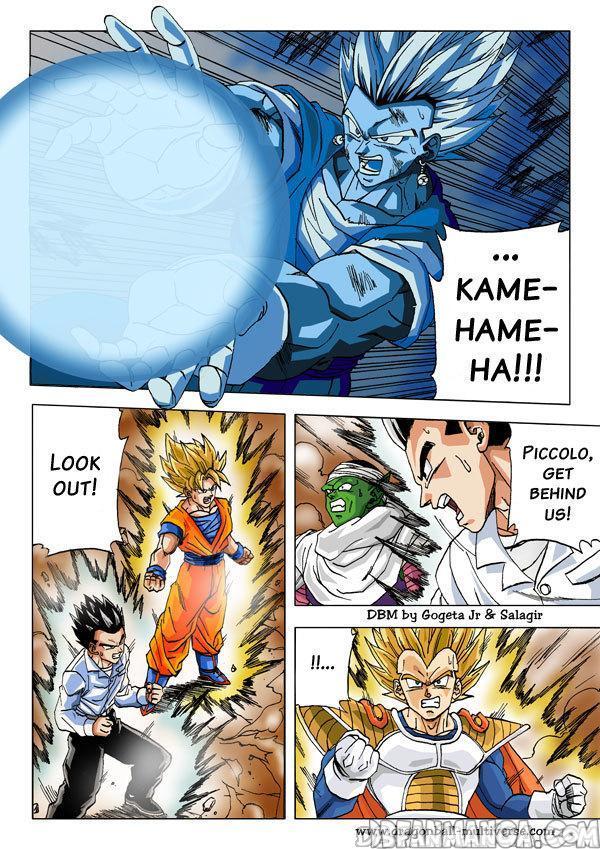 ...
KAME-
HAME-
HA!!!
LOOK
OUT!
PICCOLO,
GET
BEHIND
US!
DBM by Gogeta Jr & Salagir
!!...
www.dragonball-multiverse.com
DBFANMANGA.COM